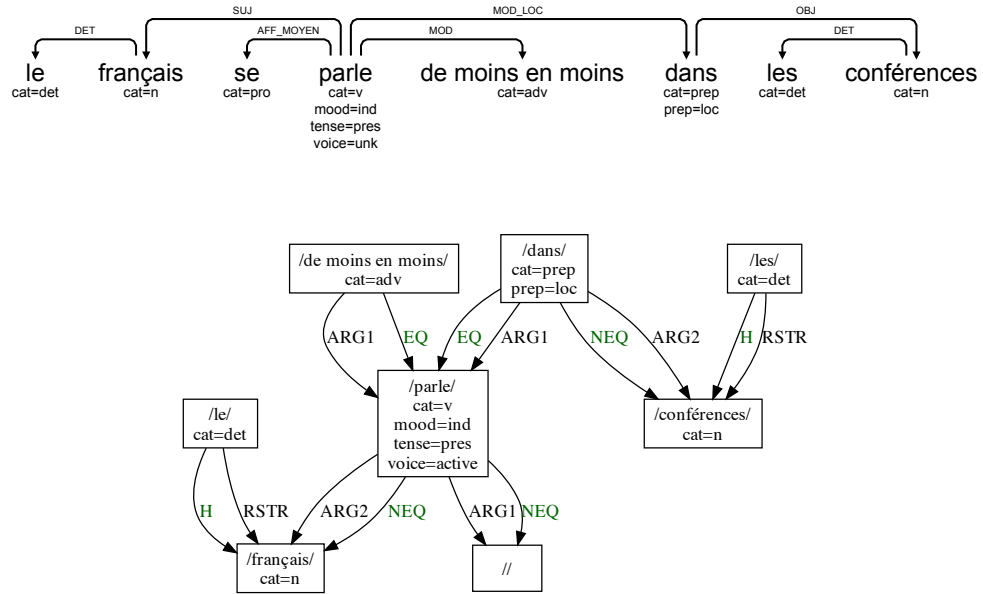 SUJ MOD_LOC OBJ
DET AFF_MOYEN MOD DET
le français se parle de moins en moins dans les conférences
cat=det cat=n cat=pro cat=v cat=adv cat=prep cat=det cat=n
mood=ind prep=loc
tense=pres
voice=unk
/de moins en moins/
cat=adv
/dans/
cat=prep
prep=loc
/les/
cat=det
ARG1 EQ EQ ARG1 NEQ ARG2 H RSTR
/parle/
cat=v
mood=ind
tense=pres
voice=active
/le/
cat=det
/conférences/
cat=n
H RSTR ARG2 NEQ ARG1 NEQ
/français/
cat=n
//